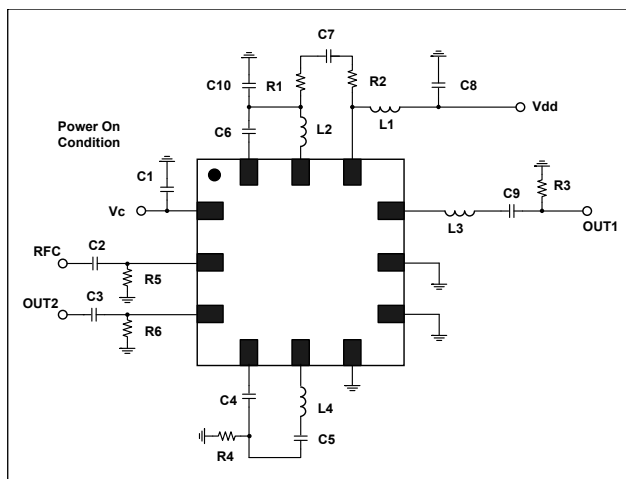 C7
C10
R1
R2
C8
Vdd
L1
Power On
Condition
C6
L2
C1
R3
C9
Vc
L3
OUT1
RFC
C2
R5
OUT2
C3
R6
C4
L4
C5
R4